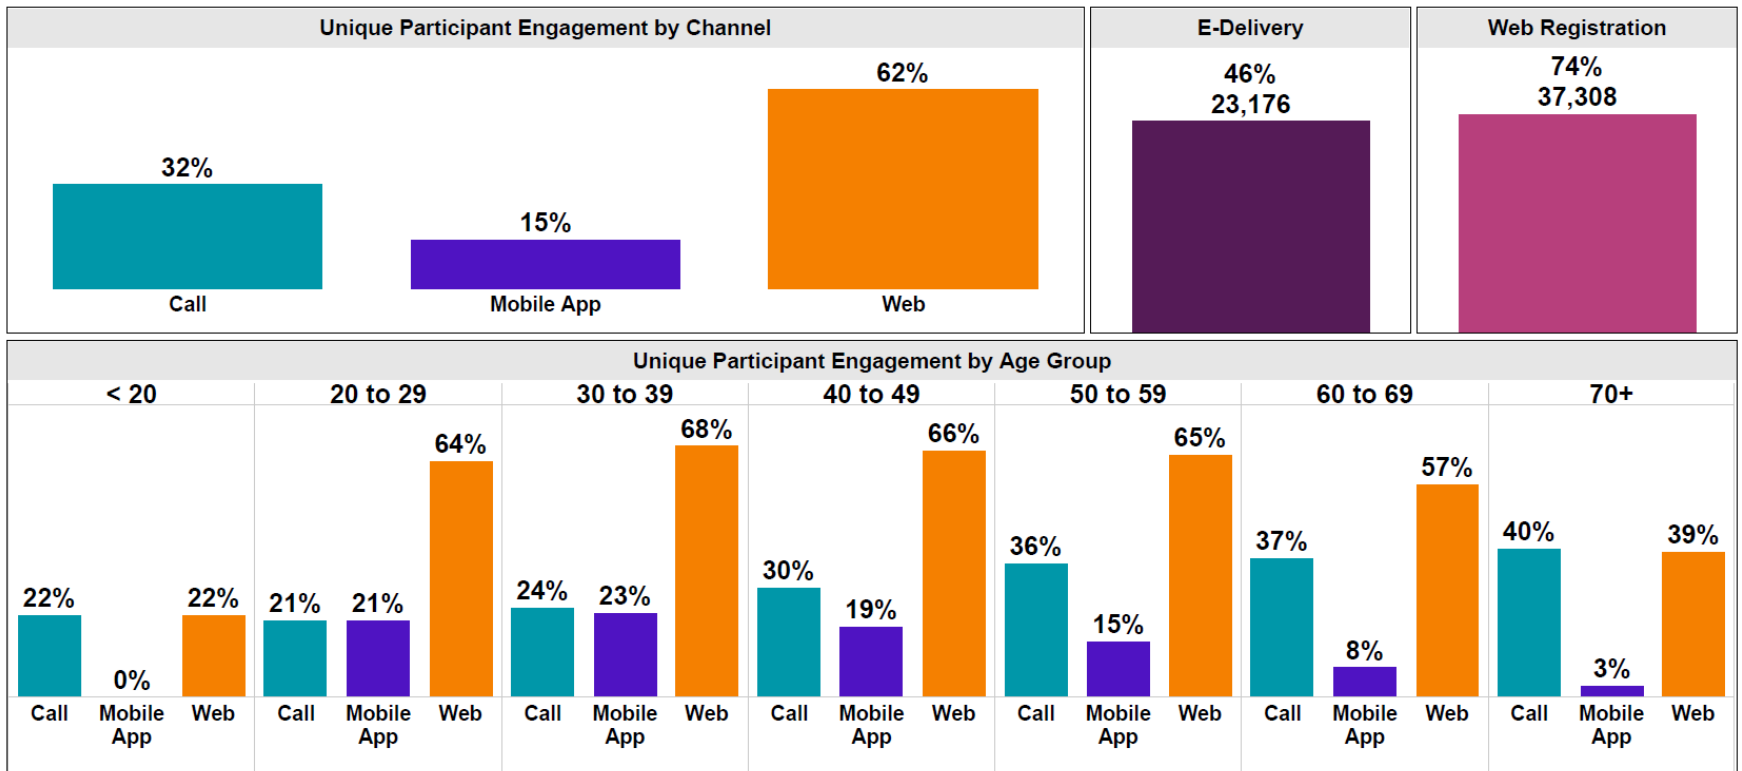 Unique Participant Engagement by Channel
32%
15%
62%
Call
Mobile App
Web
E-Delivery
46%
23,176
Web Registration
74%
37,308
Unique Participant Engagement by Age Group
< 20
22%
0%
22%
Call
Mobile
App
Web
20 to 29
21%
21%
64%
Call
Mobile
App
Web
30 to 39
24%
23%
68%
Call
Mobile
App
Web
40 to 49
30%
19%
66%
Call
Mobile
App
Web
50 to 59
36%
15%
65%
Call
Mobile
App
Web
60 to 69
37%
8%
57%
Call
Mobile
App
Web
70+
40%
3%
39%
Call
Mobile
App
Web